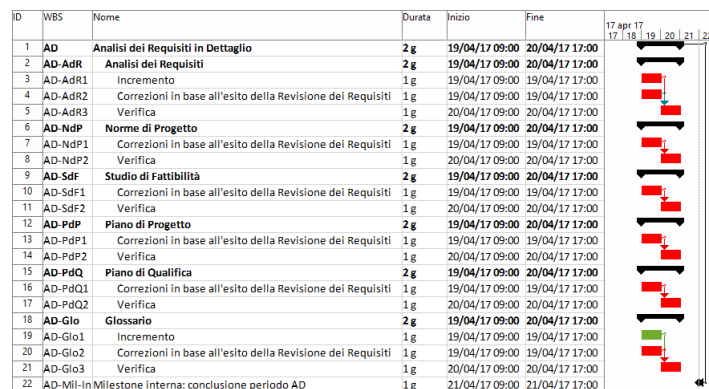 ID WBS Nome Durata Inizio Fine 17 apr 17
17 18 19 20 21 22
1 AD Analisi dei Requisiti in Dettaglio 2 g 19/04/17 09:00 20/04/17 17:00
2 AD-AdR Analisi dei Requisiti 2 g 19/04/17 09:00 20/04/17 17:00
3 AD-AdR1 Incremento 1 g 19/04/17 09:00 19/04/17 17:00
4 AD-AdR2 Correzioni in base all'esito della Revisione dei Requisiti 1 g 19/04/17 09:00 19/04/17 17:00
5 AD-AdR3 Verifica 1 g 20/04/17 09:00 20/04/17 17:00
6 AD-NdP Norme di Progetto 2 g 19/04/17 09:00 20/04/17 17:00
7 AD-NdP1 Correzioni in base all'esito della Revisione dei Requisiti 1 g 19/04/17 09:00 19/04/17 17:00
8 AD-NdP2 Verifica 1 g 20/04/17 09:00 20/04/17 17:00
9 AD-SdF Studio di Fattibilità 2 g 19/04/17 09:00 20/04/17 17:00
10 AD-SdF1 Correzioni in base all'esito della Revisione dei Requisiti 1 g 19/04/17 09:00 19/04/17 17:00
11 AD-SdF2 Verifica 1 g 20/04/17 09:00 20/04/17 17:00
12 AD-PdP Piano di Progetto 2 g 19/04/17 09:00 20/04/17 17:00
13 AD-PdP1 Correzioni in base all'esito della Revisione dei Requisiti 1 g 19/04/17 09:00 19/04/17 17:00
14 AD-PdP2 Verifica 1 g 20/04/17 09:00 20/04/17 17:00
15 AD-PdQ Piano di Qualifica 2 g 19/04/17 09:00 20/04/17 17:00
16 AD-PdQ1 Correzioni in base all'esito della Revisione dei Requisiti 1 g 19/04/17 09:00 19/04/17 17:00
17 AD-PdQ2 Verifica 1 g 20/04/17 09:00 20/04/17 17:00
18 AD-Glo Glossario 2 g 19/04/17 09:00 20/04/17 17:00
19 AD-Glo1 Incremento 1 g 19/04/17 09:00 19/04/17 17:00
20 AD-Glo2 Correzioni in base all'esito della Revisione dei Requisiti 1 g 19/04/17 09:00 19/04/17 17:00
21 AD-Glo3 Verifica 1 g 20/04/17 09:00 20/04/17 17:00
22 AD-Mil-In Milestone interna: conclusione periodo AD 1 g 21/04/17 09:00 21/04/17 17:00